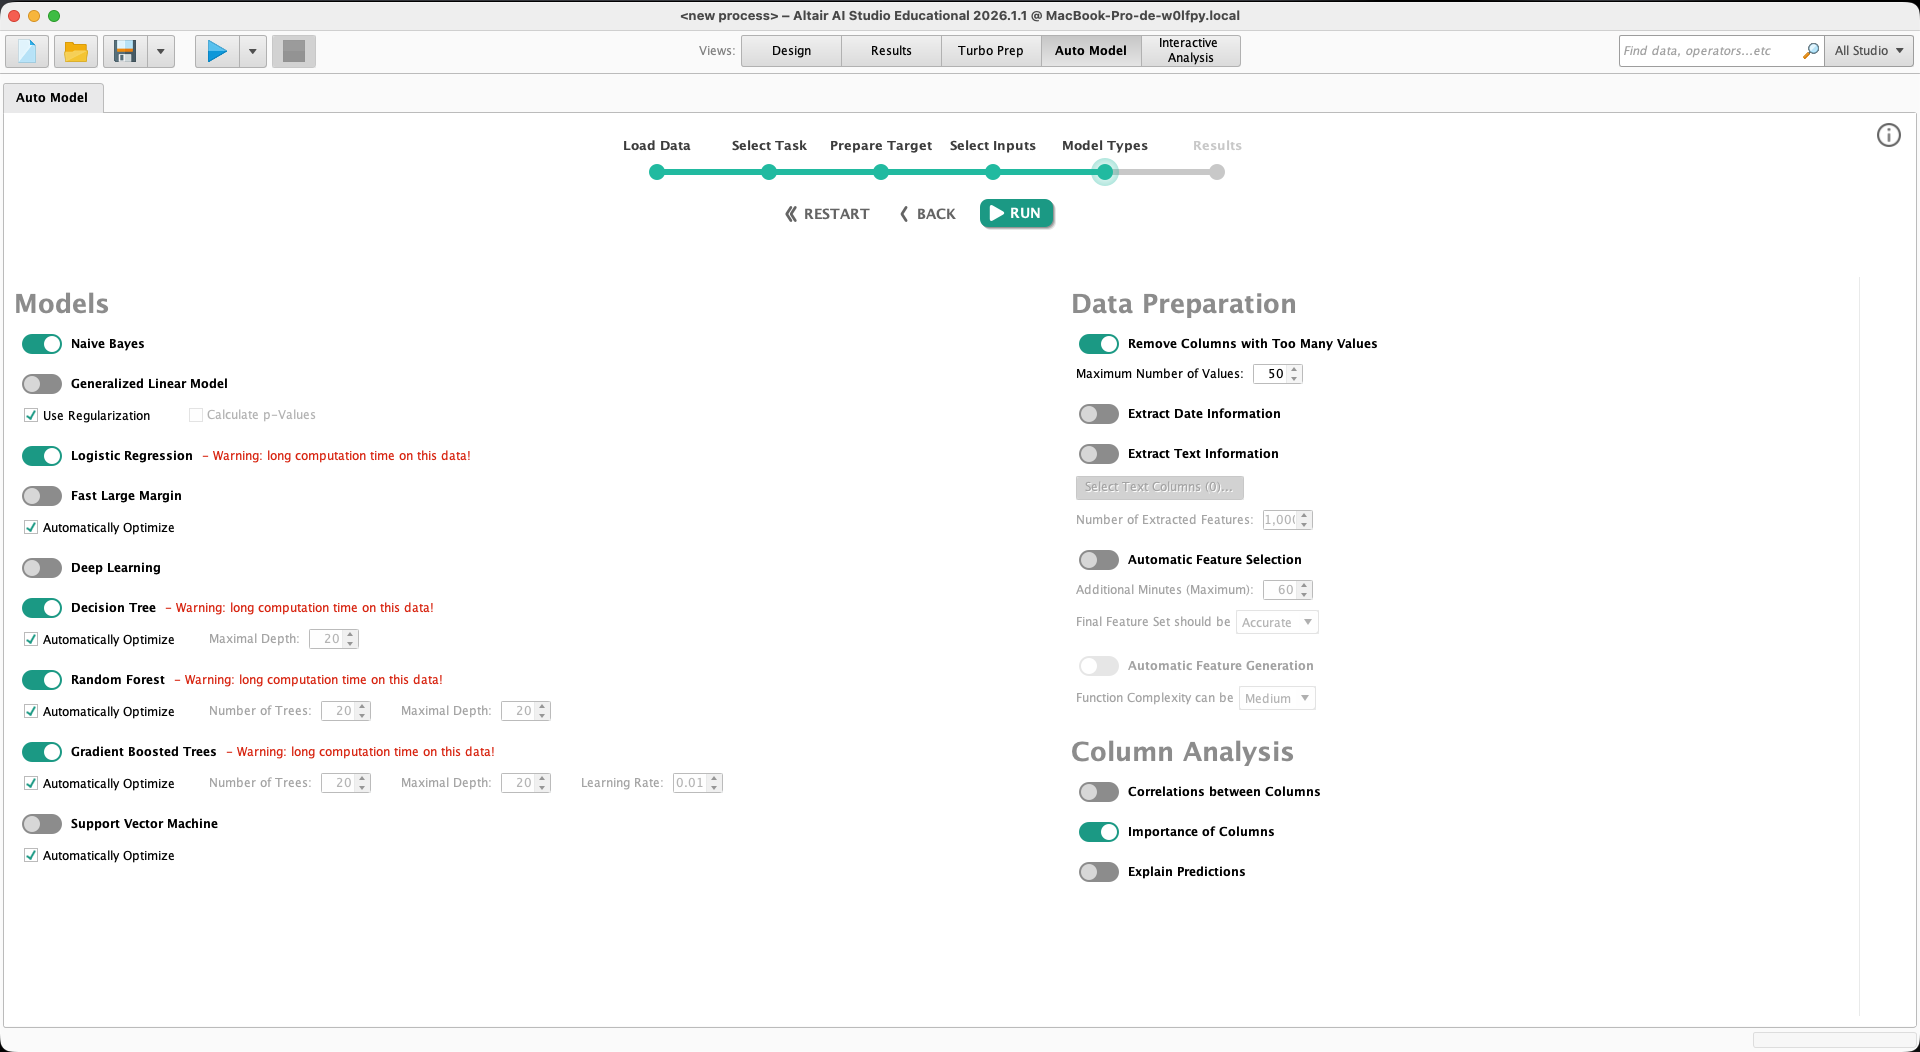 <new process> – Altair AI Studio Educational 2026.1.1 @ MacBook-Pro-de-w0lfpy.local
Views:
Design
Results
Turbo Prep
Auto Model
Interactive
Analysis
Find data, operators...etc
All Studio
Auto Model
Load Data
Select Task
Prepare Target
Select Inputs
Model Types
Results
RESTART
BACK
RUN
Models
Naive Bayes
Generalized Linear Model
Use Regularization
Calculate p-Values
Logistic Regression – Warning: long computation time on this data!
Fast Large Margin
Automatically Optimize
Deep Learning
Decision Tree – Warning: long computation time on this data!
Automatically Optimize
Maximal Depth: 20
Random Forest – Warning: long computation time on this data!
Automatically Optimize
Number of Trees: 20
Maximal Depth: 20
Gradient Boosted Trees – Warning: long computation time on this data!
Automatically Optimize
Number of Trees: 20
Maximal Depth: 20
Learning Rate: 0.01
Support Vector Machine
Automatically Optimize
Data Preparation
Remove Columns with Too Many Values
Maximum Number of Values: 50
Extract Date Information
Extract Text Information
Select Text Columns (0)...
Number of Extracted Features: 1,000
Automatic Feature Selection
Additional Minutes (Maximum): 60
Final Feature Set should be Accurate
Automatic Feature Generation
Function Complexity can be Medium
Column Analysis
Correlations between Columns
Importance of Columns
Explain Predictions